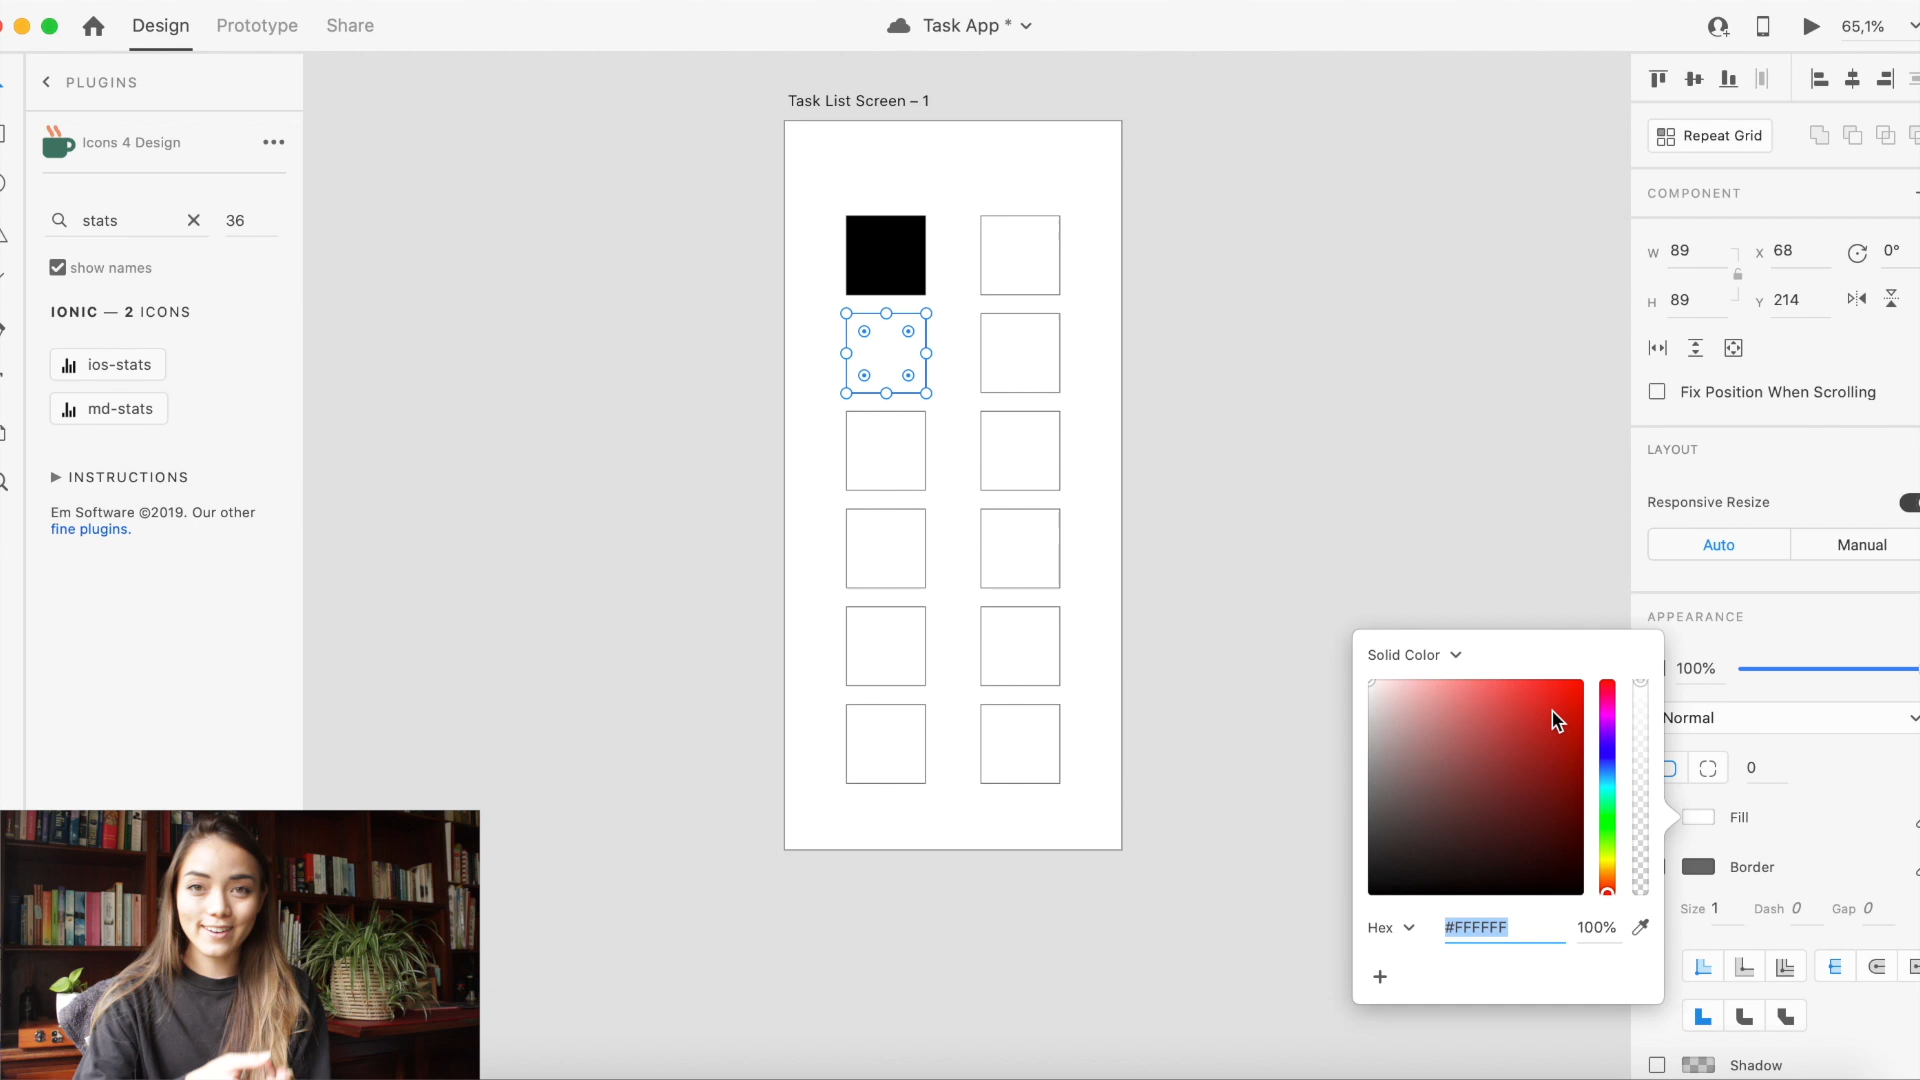 Design Prototype Share
Task App *
65,1%
PLUGINS
Icons 4 Design
stats 36
show names
IONIC — 2 ICONS
ios-stats
md-stats
INSTRUCTIONS
Em Software ©2019. Our other
fine plugins.
Task List Screen – 1
Repeat Grid
COMPONENT
W 89 X 68 0°
H 89 Y 214
Fix Position When Scrolling
LAYOUT
Responsive Resize
Auto Manual
APPEARANCE
100%
Normal
0
Fill
Border
Size 1 Dash 0 Gap 0
Shadow
Solid Color
Hex #FFFFFF 100%